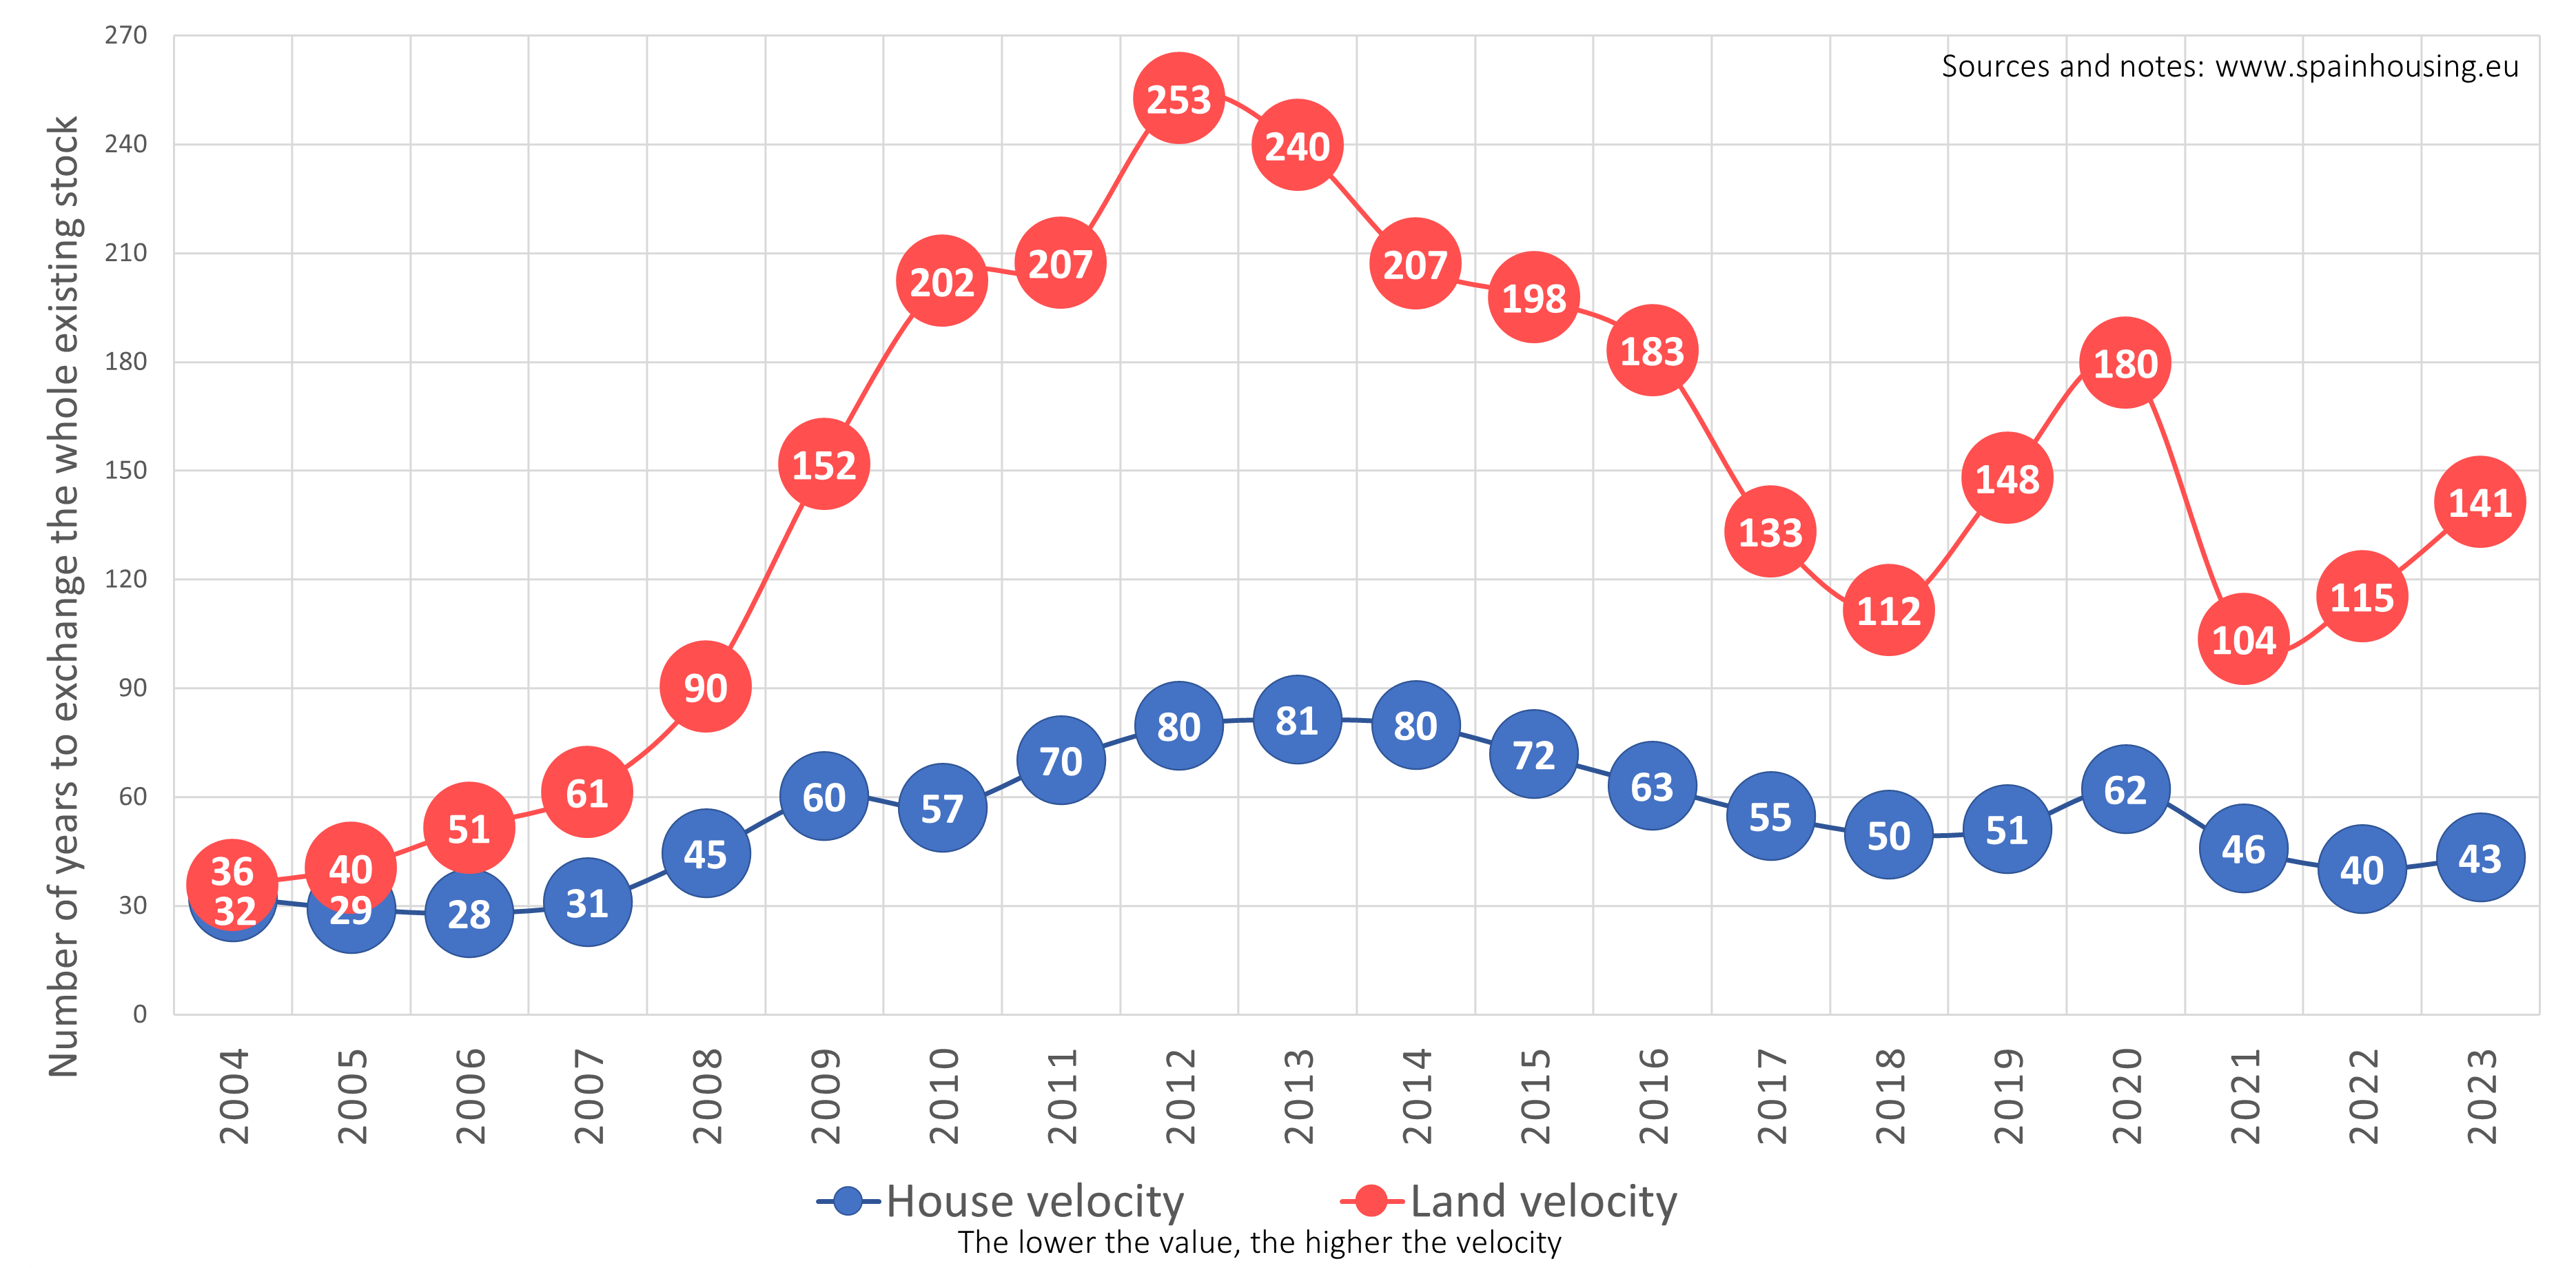 Sources and notes: www.spainhousing.eu
Number of years to exchange the whole existing stock
270
240
210
180
150
120
90
60
30
0
36 40 51 61 90 152 202 207 253 240 207 198 183 133 112 148 180 104 115 141
32 29 28 31 45 60 57 70 80 81 80 72 63 55 50 51 62 46 40 43
2004 2005 2006 2007 2008 2009 2010 2011 2012 2013 2014 2015 2016 2017 2018 2019 2020 2021 2022 2023
House velocity Land velocity
The lower the value, the higher the velocity